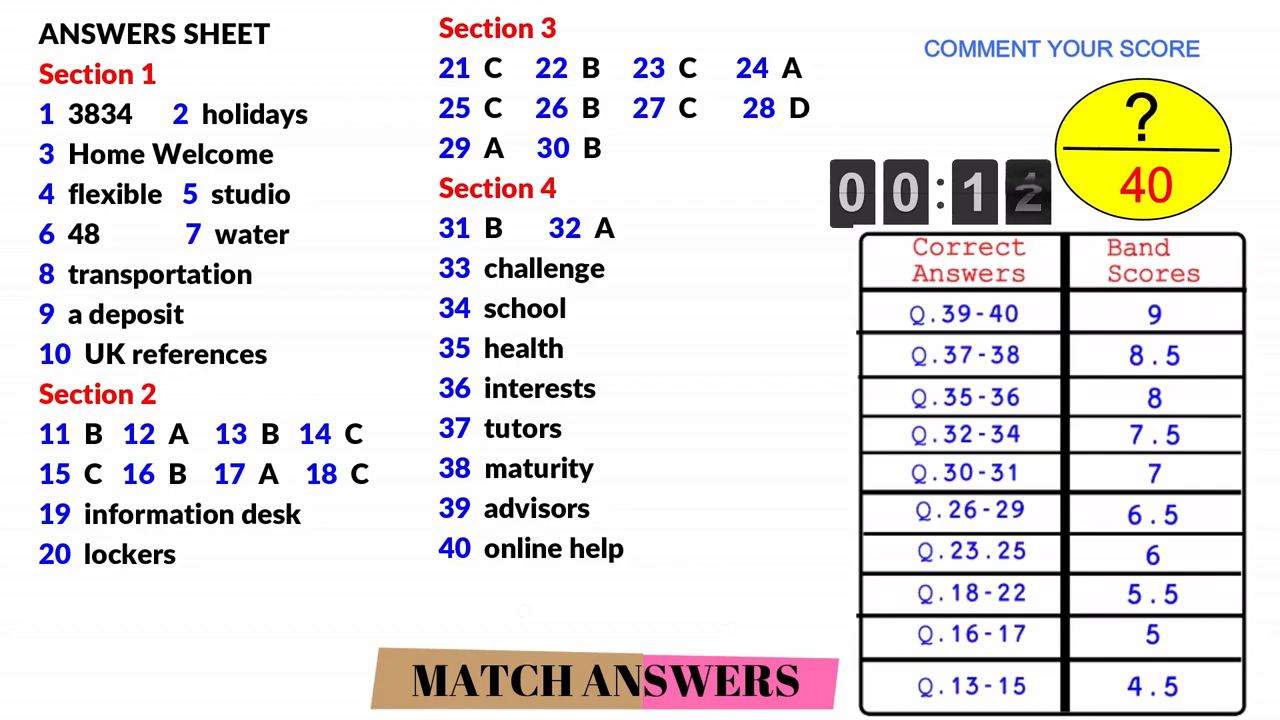 ANSWERS SHEET
Section 1
1 3834 2 holidays
3 Home Welcome
4 flexible 5 studio
6 48 7 water
8 transportation
9 a deposit
10 UK references
Section 2
11 B 12 A 13 B 14 C
15 C 16 B 17 A 18 C
19 information desk
20 lockers
Section 3
21 C 22 B 23 C 24 A
25 C 26 B 27 C 28 D
29 A 30 B
Section 4
31 B 32 A
33 challenge
34 school
35 health
36 interests
37 tutors
38 maturity
39 advisors
40 online help
COMMENT YOUR SCORE
?
40
00:12
Correct Answers Band Scores
Q.39-40 9
Q.37-38 8.5
Q.35-36 8
Q.32-34 7.5
Q.30-31 7
Q.26-29 6.5
Q.23.25 6
Q.18-22 5.5
Q.16-17 5
Q.13-15 4.5
MATCH ANSWERS